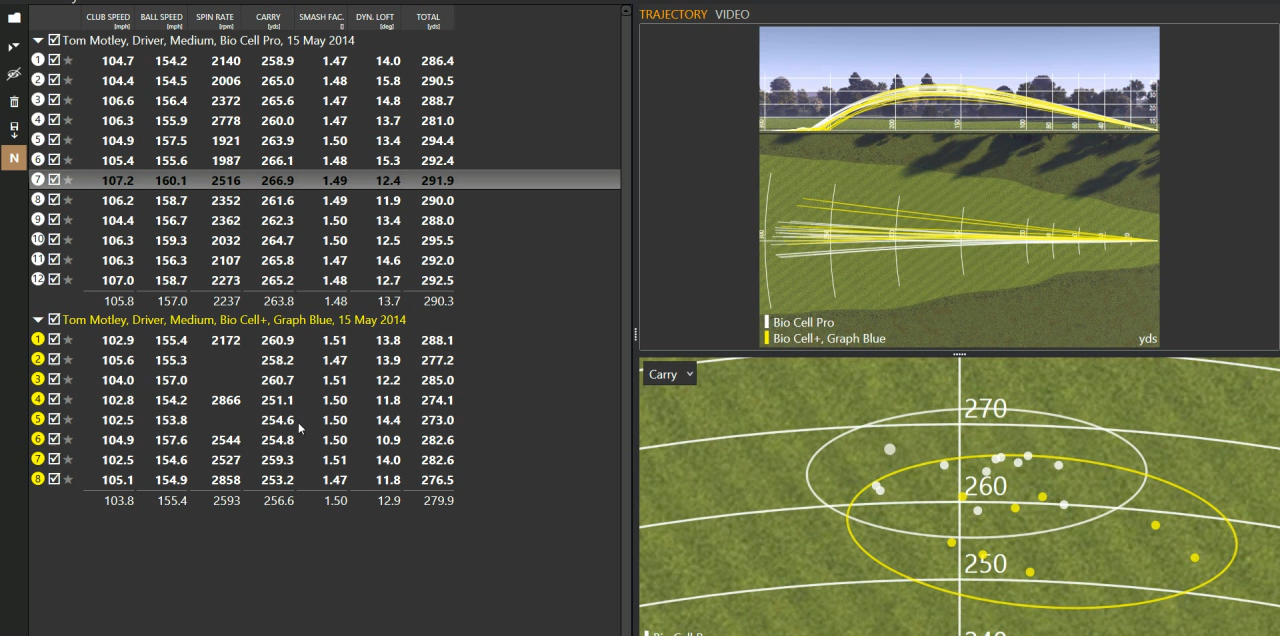 CLUB SPEED BALL SPEED SPIN RATE CARRY SMASH FAC. DYN. LOFT TOTAL
[mph] [mph] [rpm] [yds] [] [deg] [yds]
Tom Motley, Driver, Medium, Bio Cell Pro, 15 May 2014
1 104.7 154.2 2140 258.9 1.47 14.0 286.4
2 104.4 154.5 2006 265.0 1.48 15.8 290.5
3 106.6 156.4 2372 265.6 1.47 14.8 288.7
4 106.3 155.9 2778 260.0 1.47 13.7 281.0
5 104.9 157.5 1921 263.9 1.50 13.4 294.4
6 105.4 155.6 1987 266.1 1.48 15.3 292.4
7 107.2 160.1 2516 266.9 1.49 12.4 291.9
8 106.2 158.7 2352 261.6 1.49 11.9 290.0
9 104.4 156.7 2362 262.3 1.50 13.4 288.0
10 106.3 159.3 2032 264.7 1.50 12.5 295.5
11 106.3 156.3 2107 265.8 1.47 14.6 292.0
12 107.0 158.7 2273 265.2 1.48 12.7 292.5
105.8 157.0 2237 263.8 1.48 13.7 290.3
Tom Motley, Driver, Medium, Bio Cell+, Graph Blue, 15 May 2014
1 102.9 155.4 2172 260.9 1.51 13.8 288.1
2 105.6 155.3 258.2 1.47 13.9 277.2
3 104.0 157.0 260.7 1.51 12.2 285.0
4 102.8 154.2 2866 251.1 1.50 11.8 274.1
5 102.5 153.8 254.6 1.50 14.4 273.0
6 104.9 157.6 2544 254.8 1.50 10.9 282.6
7 102.5 154.6 2527 259.3 1.51 14.0 282.6
8 105.1 154.9 2858 253.2 1.47 11.8 276.5
103.8 155.4 2593 256.6 1.50 12.9 279.9
N
TRAJECTORY VIDEO
Bio Cell Pro
Bio Cell+, Graph Blue
yds
Carry
270
260
250